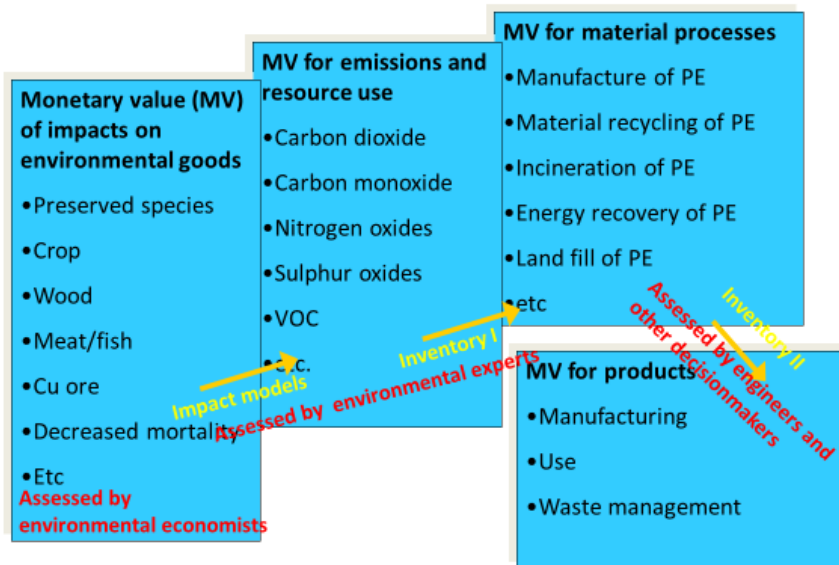 Monetary value (MV)
of impacts on
environmental goods
•Preserved species
•Crop
•Wood
•Meat/fish
•Cu ore
•Decreased mortality
•Etc
Assessed by
environmental economists
Impact models
MV for emissions and
resource use
•Carbon dioxide
•Carbon monoxide
•Nitrogen oxides
•Sulphur oxides
•VOC
•etc.
Inventory I
Assessed by environmental experts
MV for material processes
•Manufacture of PE
•Material recycling of PE
•Incineration of PE
•Energy recovery of PE
•Land fill of PE
•etc
Inventory II
Assessed by engineers and
other decisionmakers
MV for products
•Manufacturing
•Use
•Waste management